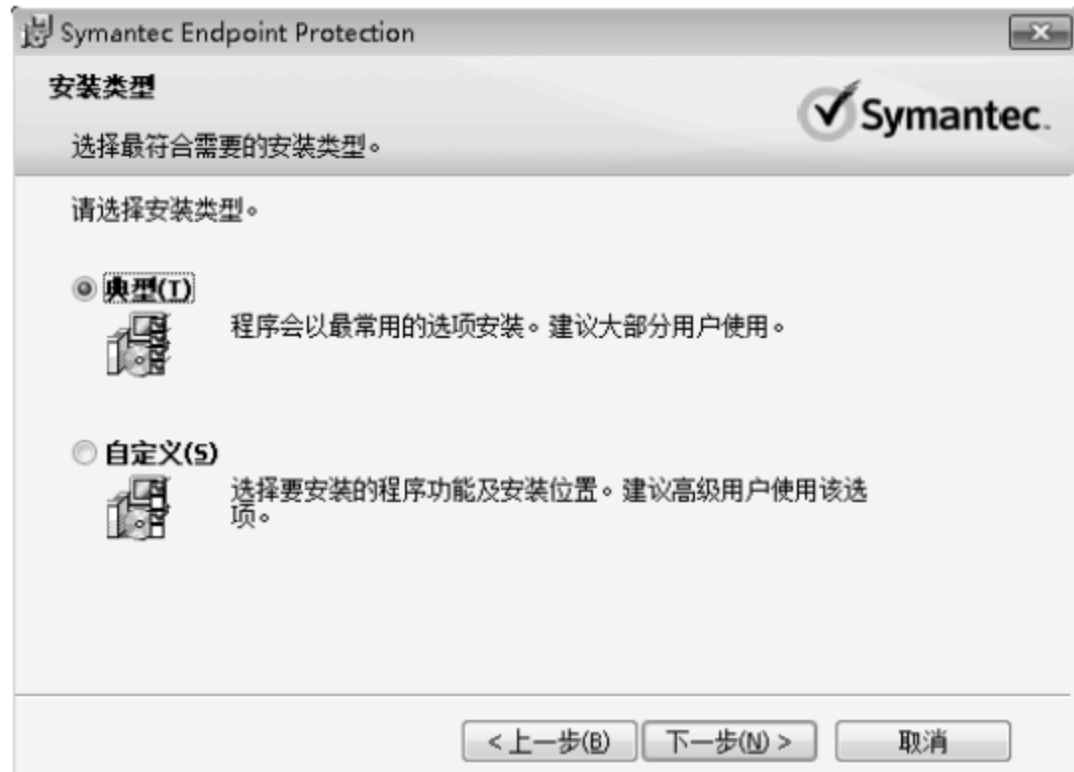 Symantec Endpoint Protection
安装类型
Symantec.
选择最符合需要的安装类型。
请选择安装类型。
典型(T)
程序会以最常用的选项安装。建议大部分用户使用。
自定义(S)
选择要安装的程序功能及安装位置。建议高级用户使用该选
项。
<上一步(B) 下一步(N)> 取消